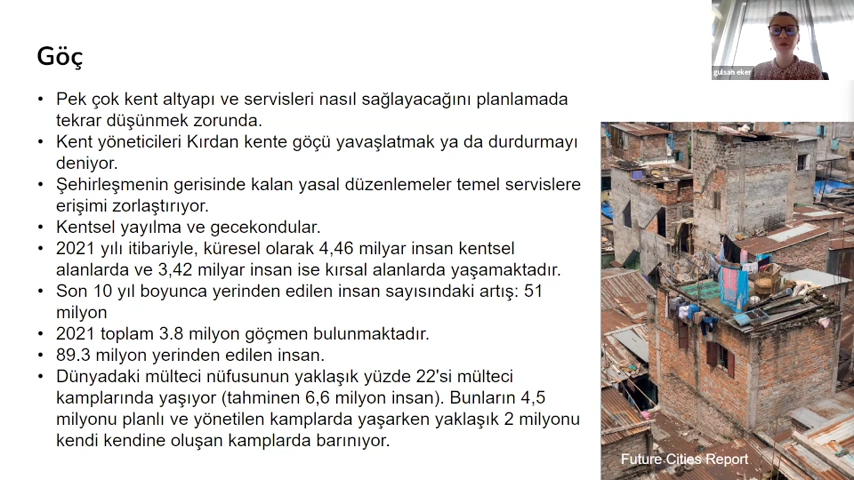 Göç
• Pek çok kent altyapı ve servisleri nasıl sağlayacağını planlamada
tekrar düşünmek zorunda.
• Kent yöneticileri Kırdan kente göçü yavaşlatmak ya da durdurmayı
deniyor.
• Şehirleşmenin gerisinde kalan yasal düzenlemeler temel servislere
erişimi zorlaştırıyor.
• Kentsel yayılma ve gecekondular.
• 2021 yılı itibariyle, küresel olarak 4,46 milyar insan kentsel
alanlarda ve 3,42 milyar insan ise kırsal alanlarda yaşamaktadır.
• Son 10 yıl boyunca yerinden edilen insan sayısındaki artış: 51
milyon
• 2021 toplam 3.8 milyon göçmen bulunmaktadır.
• 89.3 milyon yerinden edilen insan.
• Dünyadaki mülteci nüfusunun yaklaşık yüzde 22'si mülteci
kamplarında yaşıyor (tahminen 6,6 milyon insan). Bunların 4,5
milyonu planlı ve yönetilen kamplarda yaşarken yaklaşık 2 milyonu
kendi kendine oluşan kamplarda barınıyor.
gulsah eker
Future Cities Report